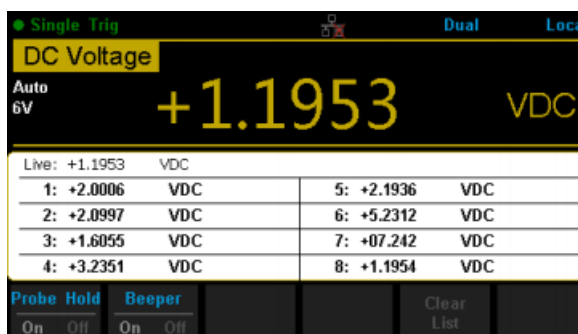 Single Trig Dual Loca
DC Voltage
Auto
6V
+1.1953 VDC
Live: +1.1953 VDC
1: +2.0006 VDC 5: +2.1936 VDC
2: +2.0997 VDC 6: +5.2312 VDC
3: +1.6055 VDC 7: +07.242 VDC
4: +3.2351 VDC 8: +1.1954 VDC
Probe Hold Beeper Clear
On Off On Off List